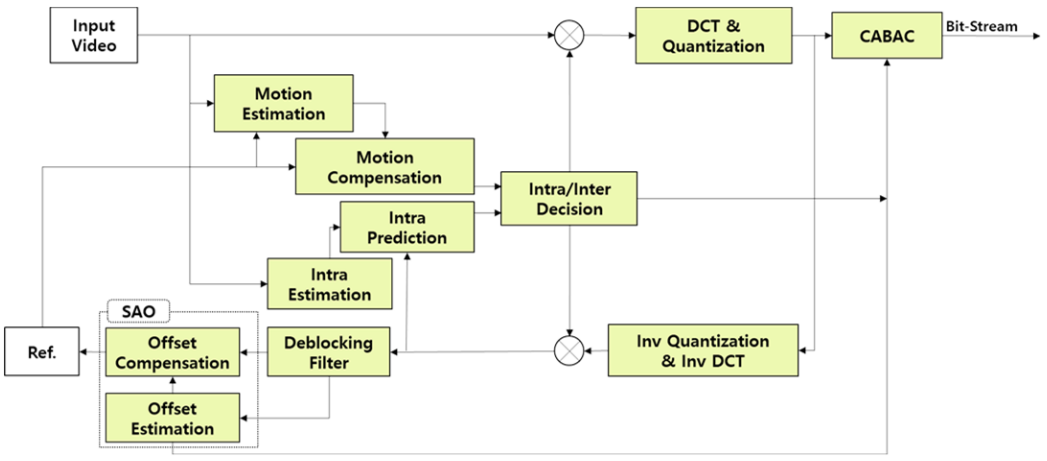 Input
Video
DCT &
Quantization
CABAC
Bit-Stream
Motion
Estimation
Motion
Compensation
Intra/Inter
Decision
Intra
Prediction
Intra
Estimation
SAO
Ref.
Offset
Compensation
Deblocking
Filter
Inv Quantization
& Inv DCT
Offset
Estimation